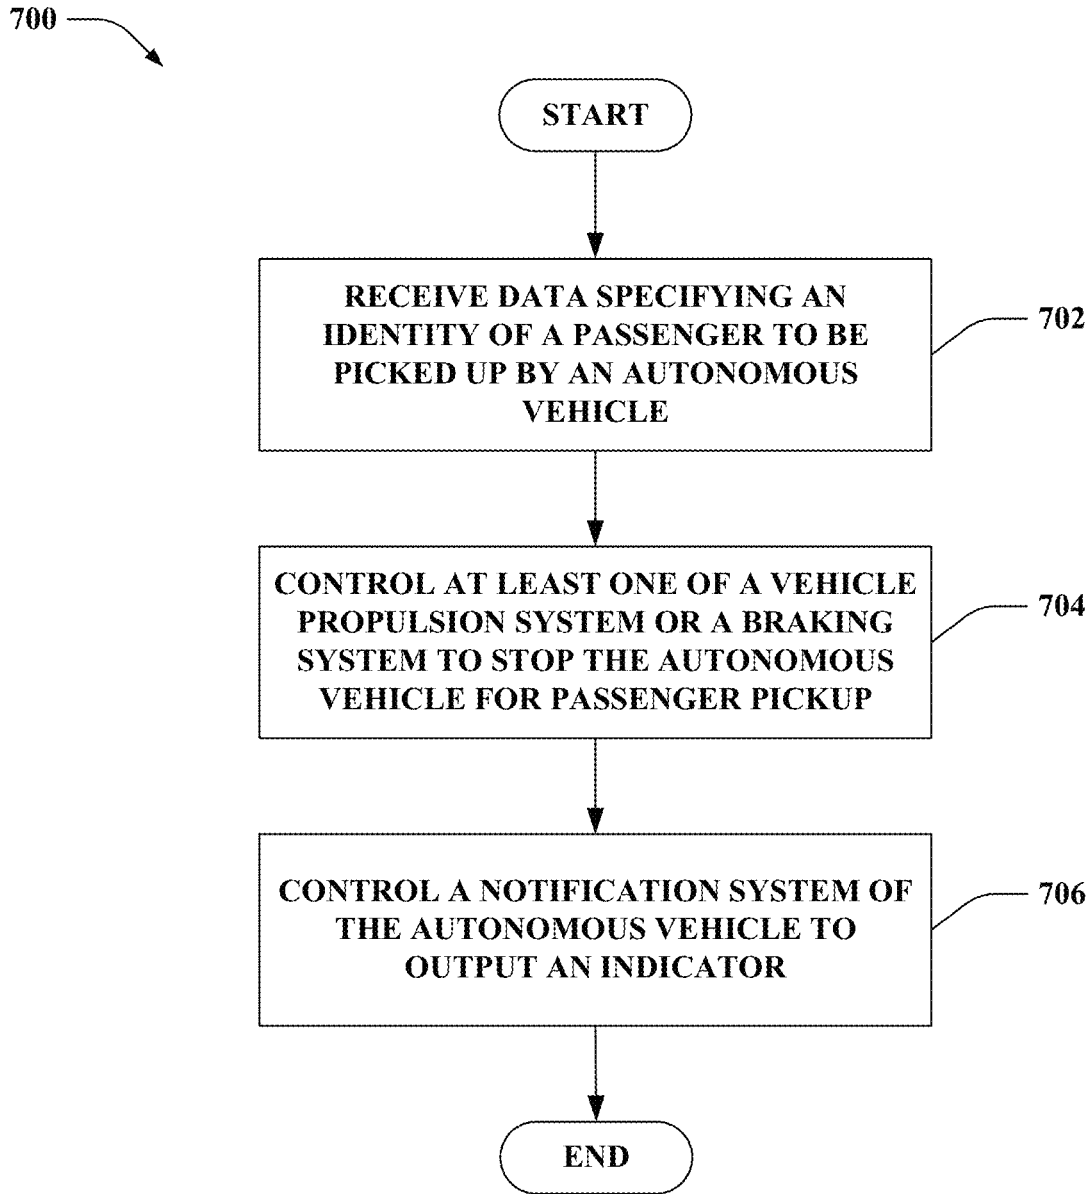 700
START
RECEIVE DATA SPECIFYING AN
IDENTITY OF A PASSENGER TO BE
PICKED UP BY AN AUTONOMOUS
VEHICLE
702
CONTROL AT LEAST ONE OF A VEHICLE
PROPULSION SYSTEM OR A BRAKING
SYSTEM TO STOP THE AUTONOMOUS
VEHICLE FOR PASSENGER PICKUP
704
CONTROL A NOTIFICATION SYSTEM OF
THE AUTONOMOUS VEHICLE TO
OUTPUT AN INDICATOR
706
END